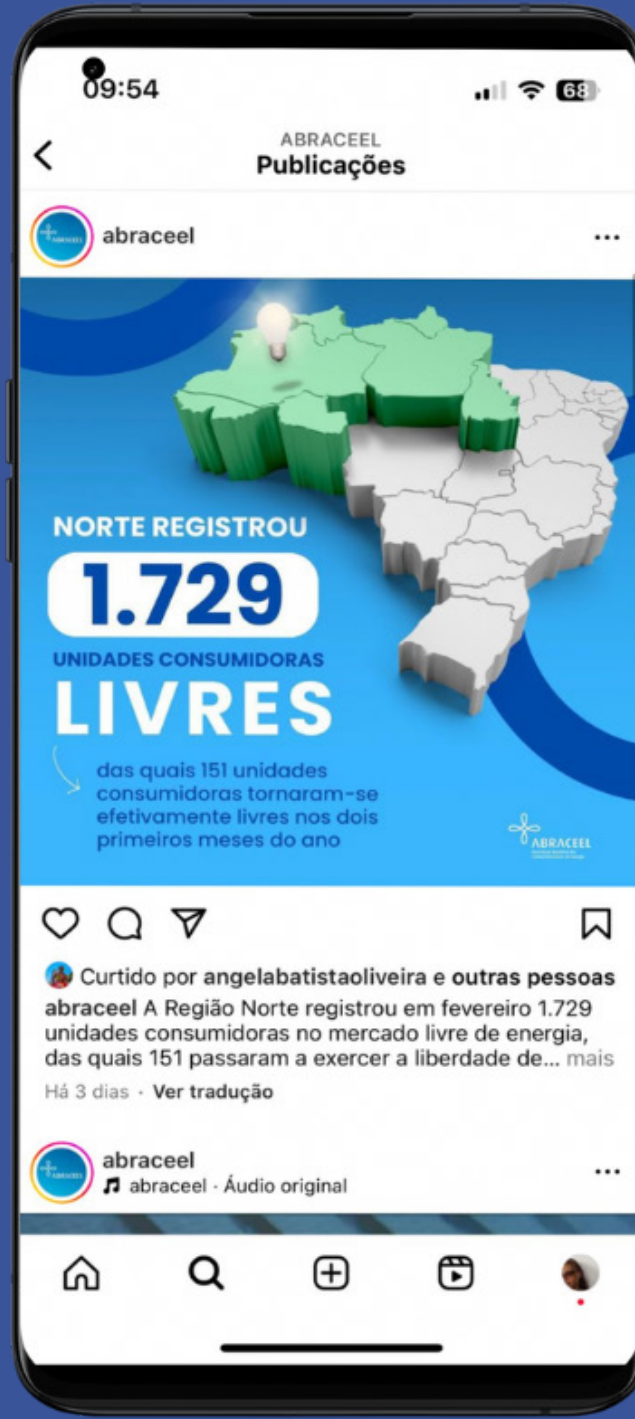 09:54
68
ABRACEEL
Publicações
abraceel
NORTE REGISTROU
1.729
UNIDADES CONSUMIDORAS
LIVRES
das quais 151 unidades
consumidoras tornaram-se
efetivamente livres nos dois
primeiros meses do ano
ABRACEEL
Curtido por angelabatistaoliveira e outras pessoas
abraceel A Região Norte registrou em fevereiro 1.729
unidades consumidoras no mercado livre de energia,
das quais 151 passaram a exercer a liberdade de... mais
Há 3 dias · Ver tradução
abraceel
abraceel · Áudio original